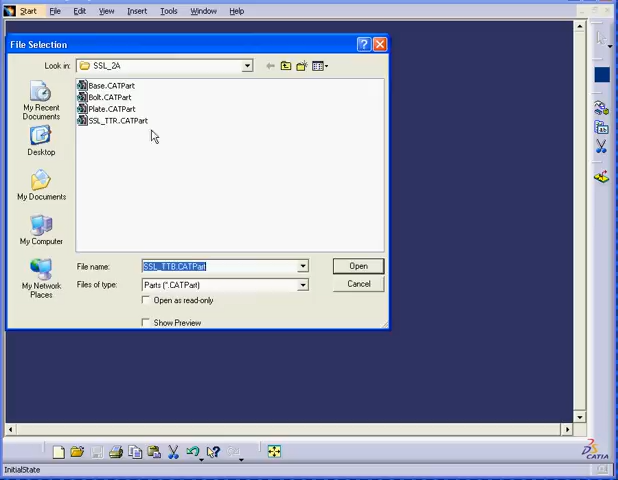 Start File Edit View Insert Tools Window Help
File Selection
Look in: SSL_2A
Base.CATPart
Bolt.CATPart
Plate.CATPart
SSL_TTR.CATPart
My Recent
Documents
Desktop
My Documents
My Computer
My Network
Places
File name: SSL_TTB.CATPart Open
Files of type: Parts (*.CATPart) Cancel
Open as read-only
Show Preview
CATIA
InitialState